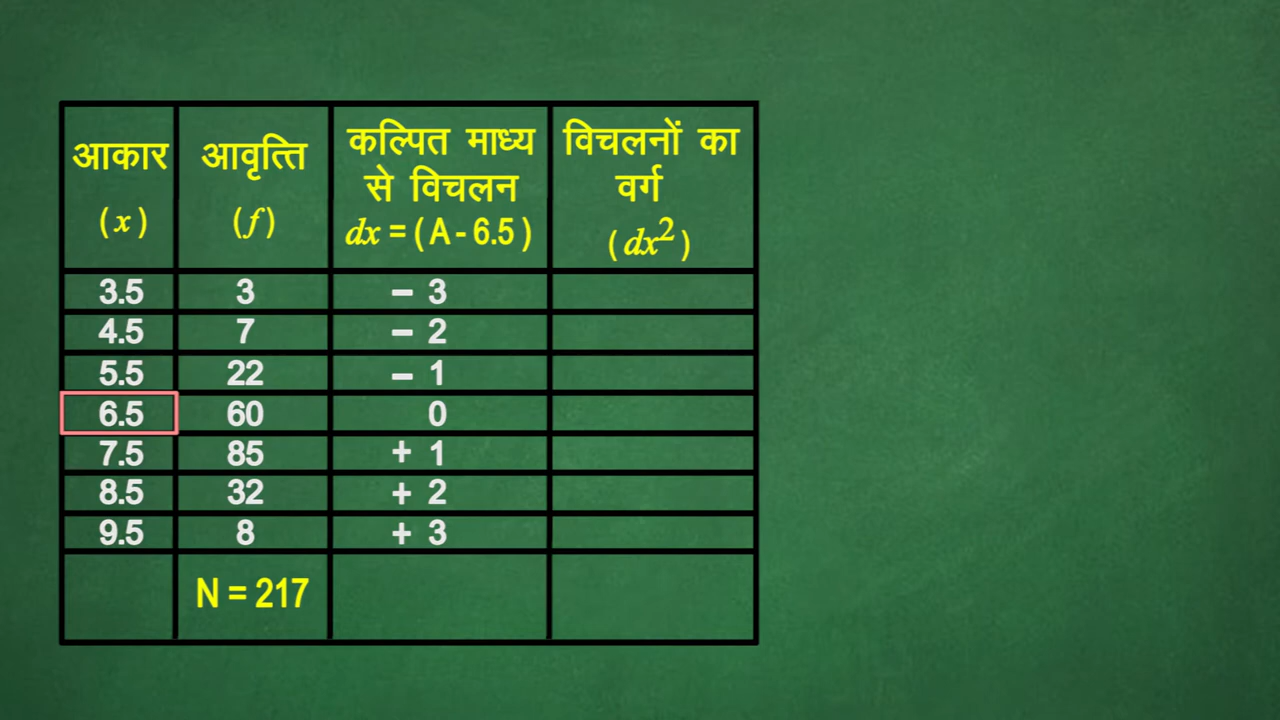 आकार (x) आवृत्ति (f) कल्पित माध्य से विचलन dx = ( A - 6.5 ) विचलनों का वर्ग ( dx² )
3.5 3 – 3
4.5 7 – 2
5.5 22 – 1
6.5 60 0
7.5 85 + 1
8.5 32 + 2
9.5 8 + 3
N = 217